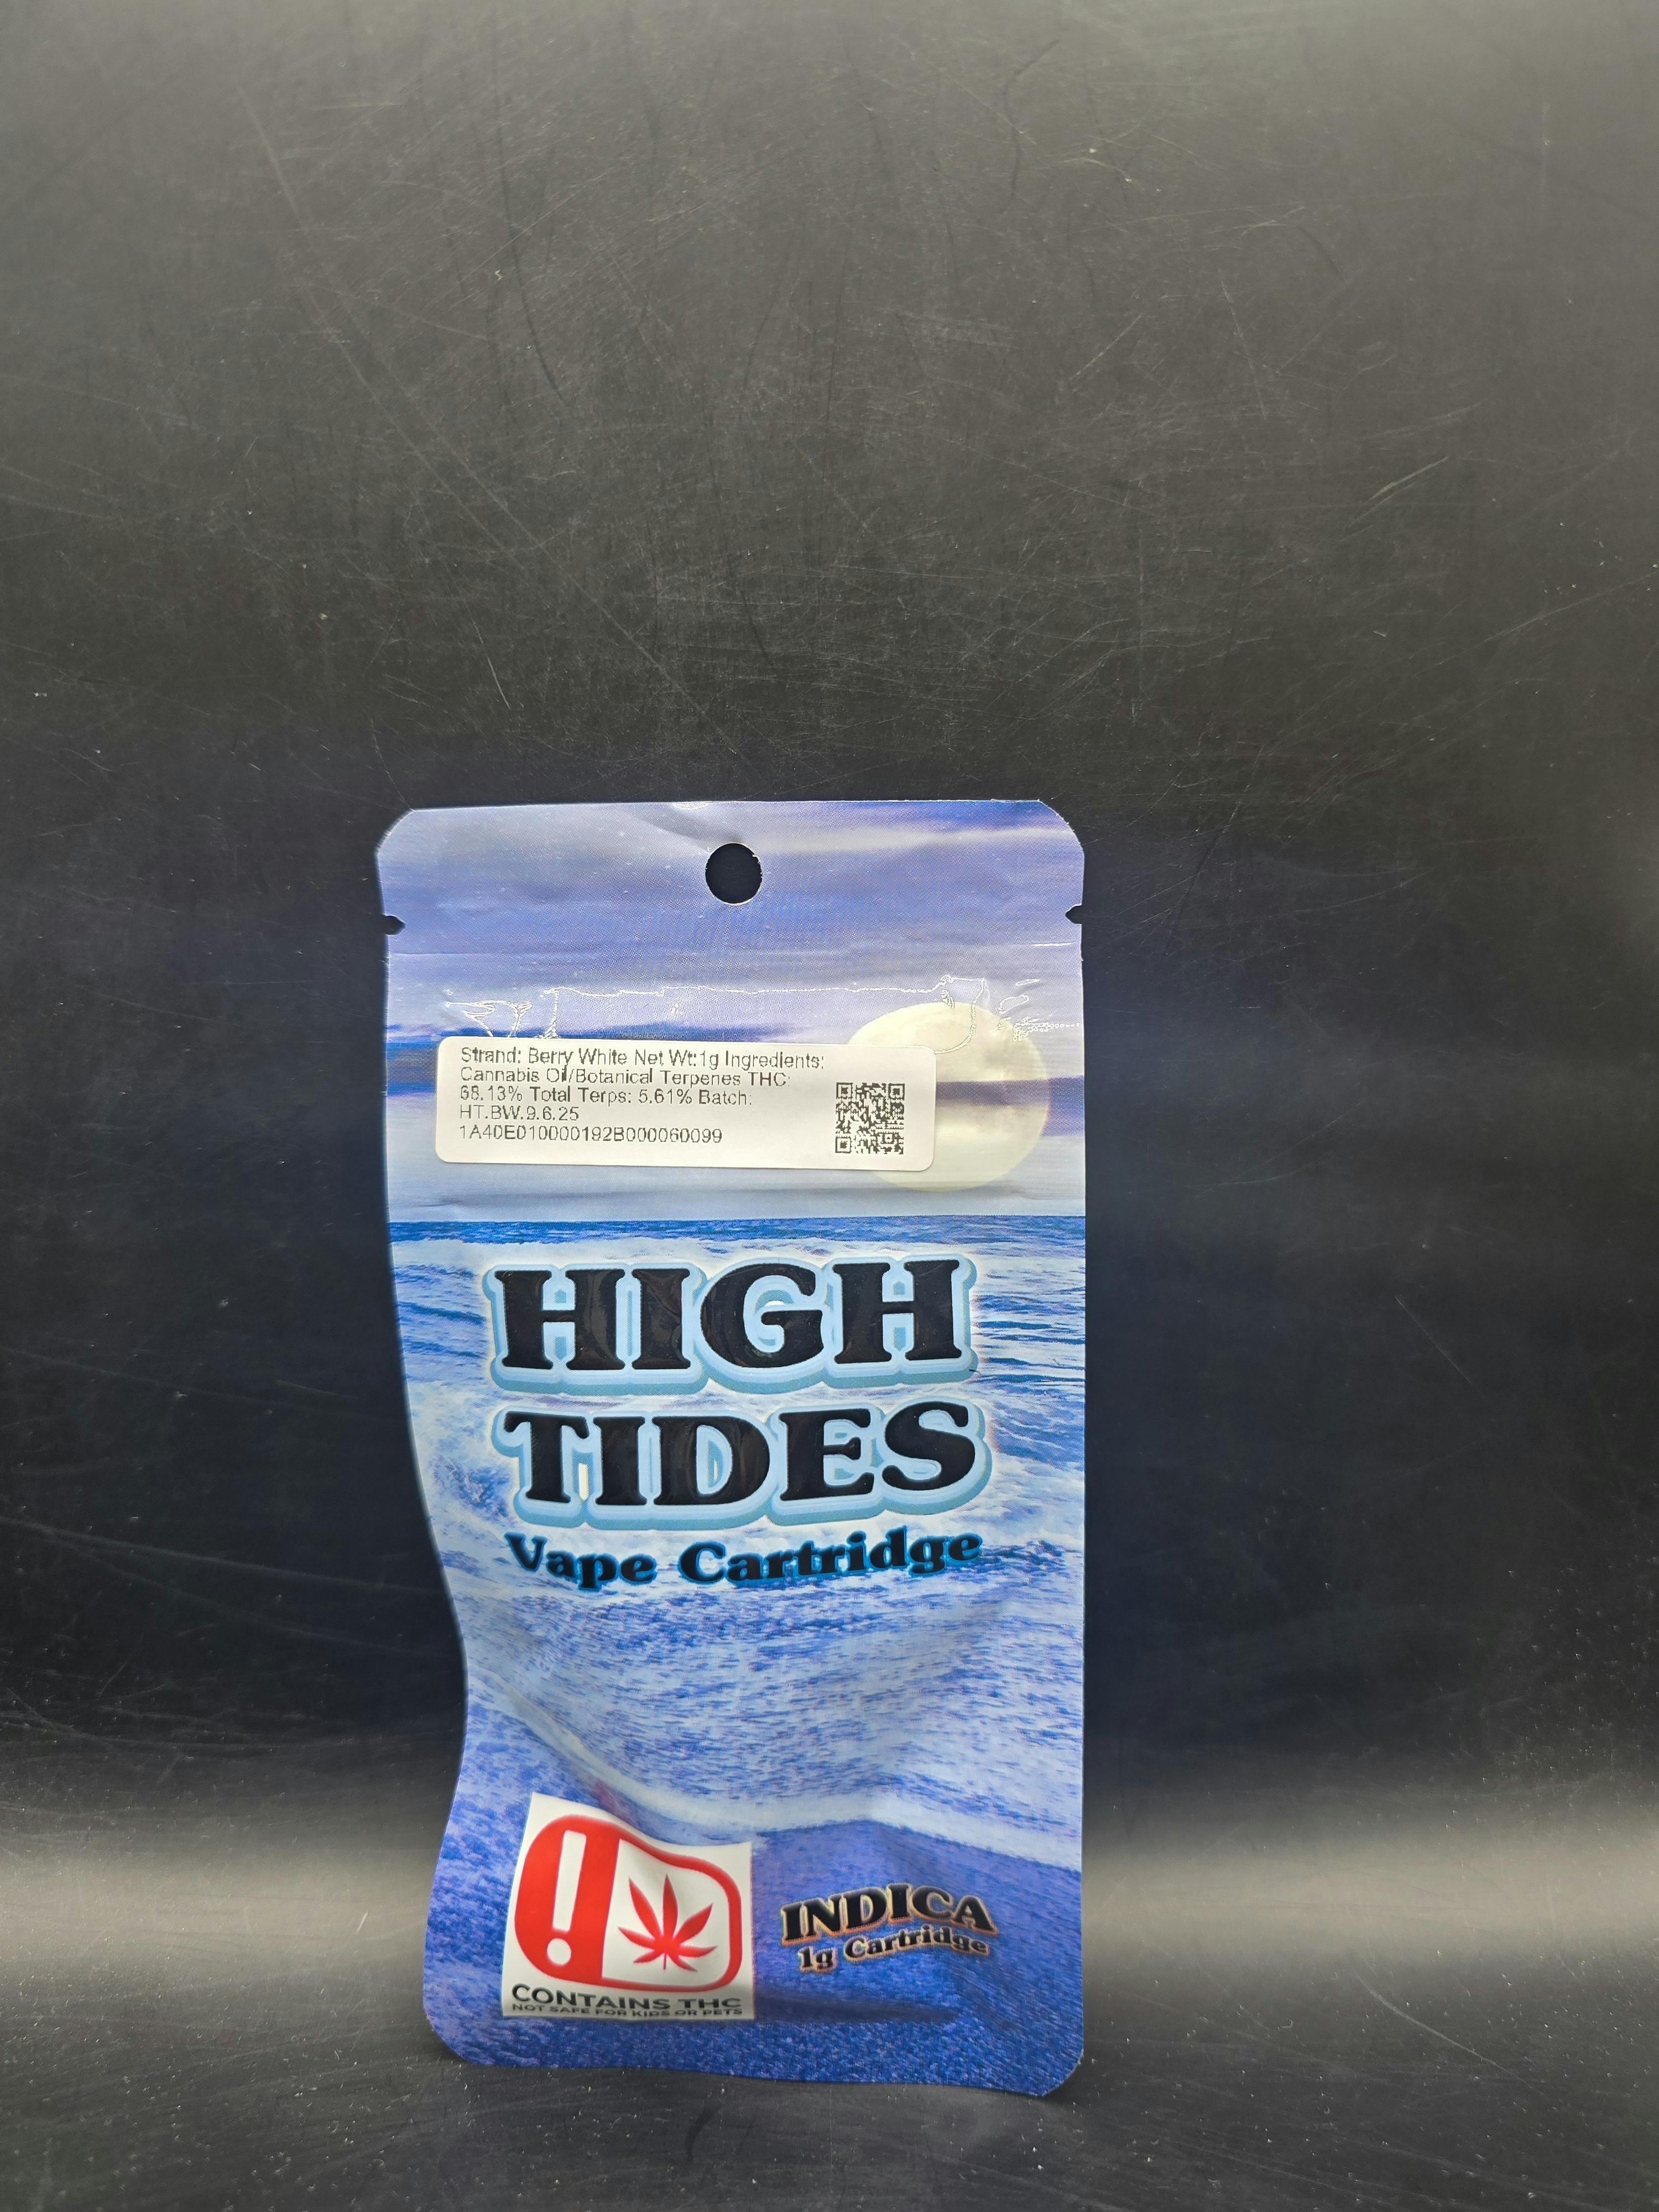 Strand: Berry White Net Wt:1g Ingredients:
Cannabis Oil/Botanical Terpenes THC:
68.13% Total Terps: 5.61% Batch:
HT.BW.9.6.25
1A40E010000192B000060099
HIGH
TIDES
Vape Cartridge
INDICA
1g Cartridge
CONTAINS THC
NOT SAFE FOR KIDS OR PETS